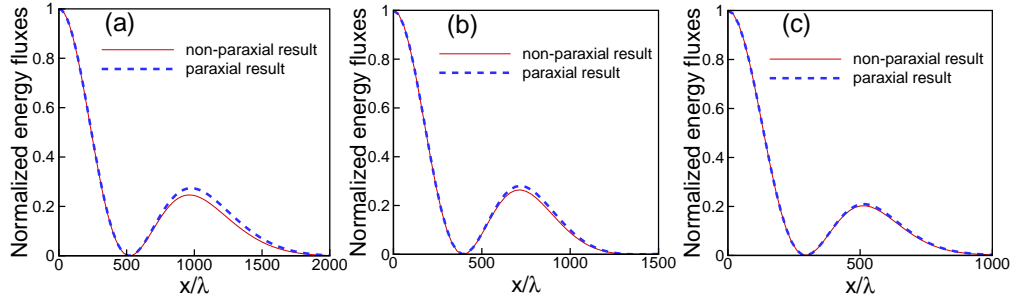 (a)
non-paraxial result
paraxial result
Normalized energy fluxes
1
0.8
0.6
0.4
0.2
0
0
500
1000
1500
2000
x/λ
(b)
non-paraxial result
paraxial result
Normalized energy fluxes
1
0.8
0.6
0.4
0.2
0
0
500
1000
1500
x/λ
(c)
non-paraxial result
paraxial result
Normalized energy fluxes
1
0.8
0.6
0.4
0.2
0
0
500
1000
x/λ